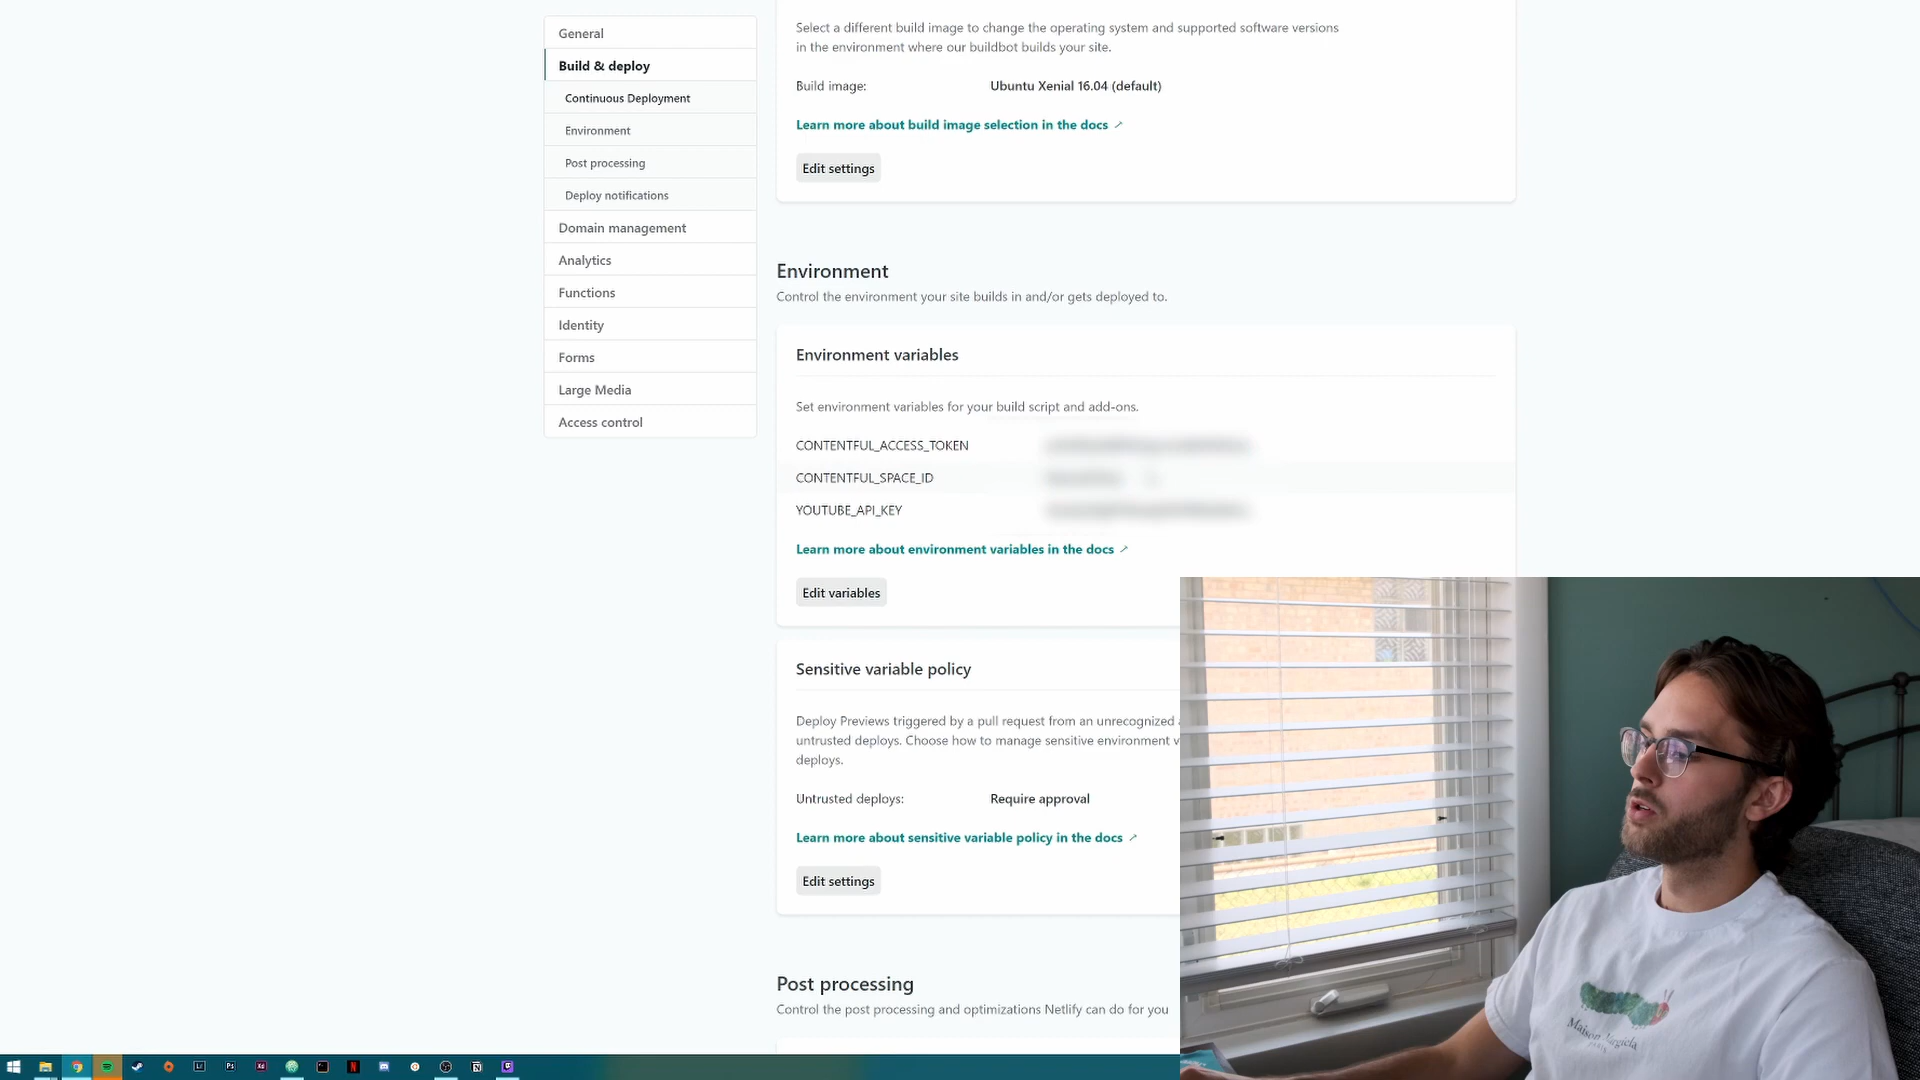 General
Build & deploy
Continuous Deployment
Environment
Post processing
Deploy notifications
Domain management
Analytics
Functions
Identity
Forms
Large Media
Access control
Select a different build image to change the operating system and supported software versions
in the environment where our buildbot builds your site.
Build image: Ubuntu Xenial 16.04 (default)
Learn more about build image selection in the docs
Edit settings
Environment
Control the environment your site builds in and/or gets deployed to.
Environment variables
Set environment variables for your build script and add-ons.
CONTENTFUL_ACCESS_TOKEN
CONTENTFUL_SPACE_ID
YOUTUBE_API_KEY
Learn more about environment variables in the docs
Edit variables
Sensitive variable policy
Deploy Previews triggered by a pull request from an unrecognized
untrusted deploys. Choose how to manage sensitive environment v
deploys.
Untrusted deploys: Require approval
Learn more about sensitive variable policy in the docs
Edit settings
Post processing
Control the post processing and optimizations Netlify can do for you
Maison Margiela